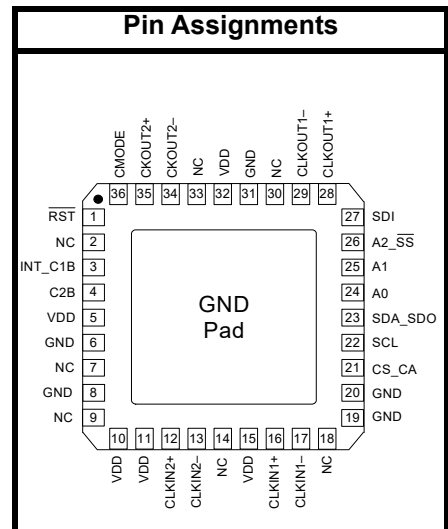 Pin Assignments
CMODE
CKOUT2+
CKOUT2–
NC
VDD
GND
NC
CLKOUT1–
CLKOUT1+
36 35 34 33 32 31 30 29 28
RST 1
NC 2
INT_C1B 3
C2B 4
VDD 5
GND 6
NC 7
GND 8
NC 9
GND
Pad
27 SDI
26 A2_SS
25 A1
24 A0
23 SDA_SDO
22 SCL
21 CS_CA
20 GND
19 GND
10 11 12 13 14 15 16 17 18
VDD
VDD
CLKIN2+
CLKIN2–
NC
VDD
CLKIN1+
CLKIN1–
NC